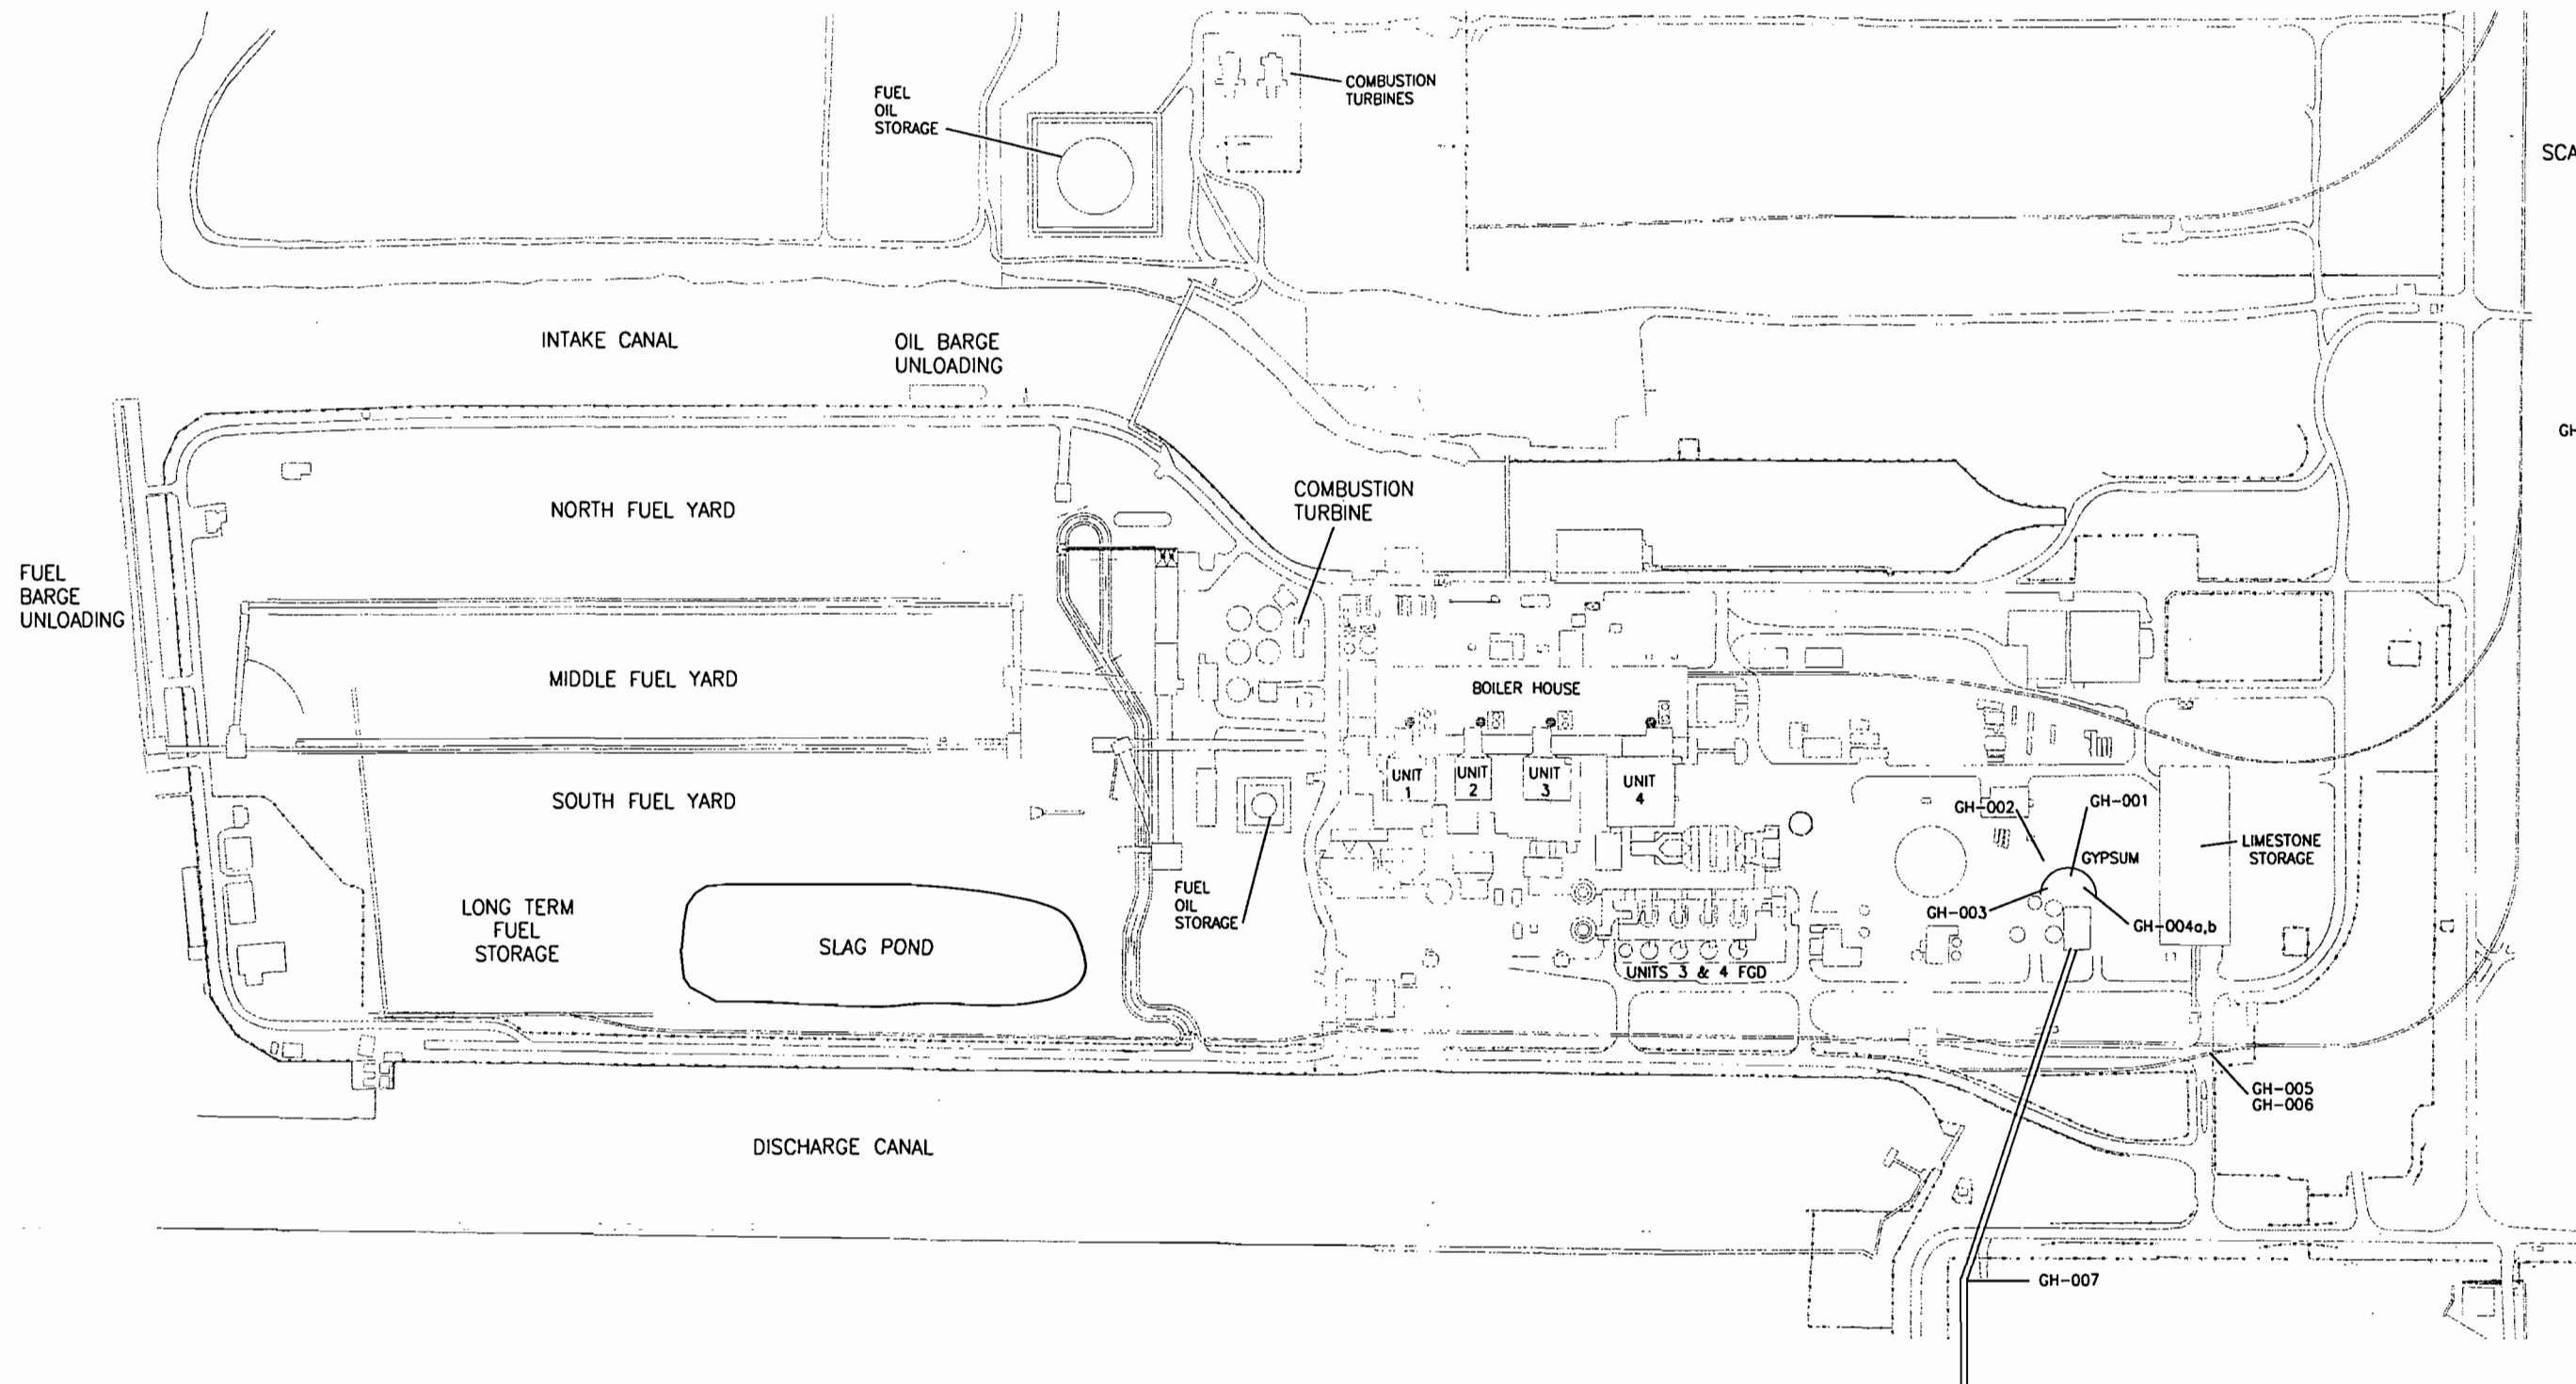 FUEL
OIL
STORAGE
COMBUSTION
TURBINES
SCA
INTAKE CANAL
OIL BARGE
UNLOADING
GH
NORTH FUEL YARD
COMBUSTION
TURBINE
FUEL
BARGE
UNLOADING
MIDDLE FUEL YARD
BOILER HOUSE
SOUTH FUEL YARD
UNIT
1
UNIT
2
UNIT
3
UNIT
4
GH-002
GH-001
GYPSUM
LIMESTONE
STORAGE
FUEL
OIL
STORAGE
LONG TERM
FUEL
STORAGE
SLAG POND
GH-003
GH-004a,b
UNITS 3 & 4 FGD
GH-005
GH-006
DISCHARGE CANAL
GH-007